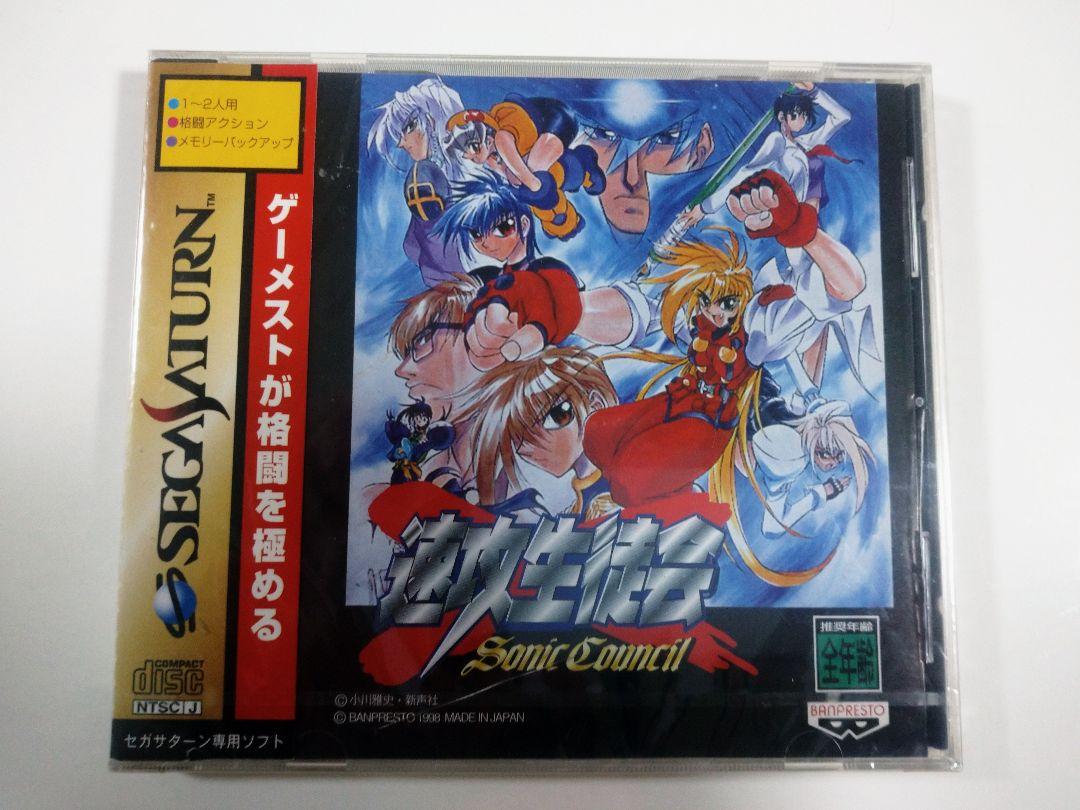 ●1〜2人用
●格闘アクション
●メモリーバックアップ
SEGA SATURN™
ゲーメストが格闘を極める
COMPACT
disc
NTSC J
セガサターン専用ソフト
速攻生徒会
Sonic Council
©小川雅史・新声社
©BANPRESTO 1998 MADE IN JAPAN
推奨年齢
全年齢
BANPRESTO